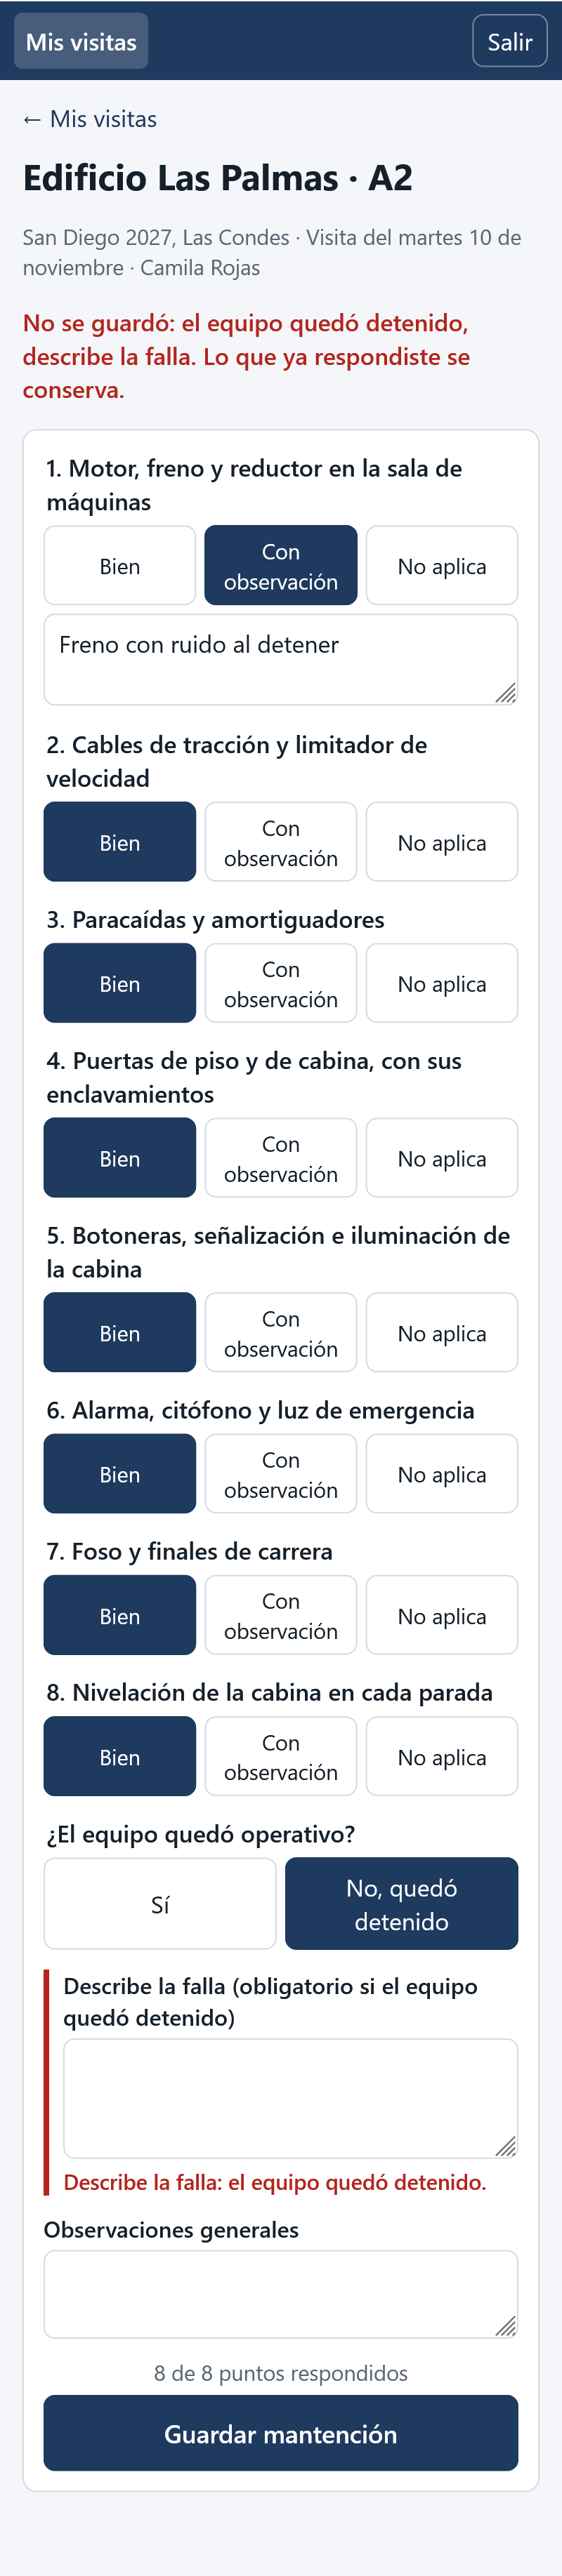 Mis visitas
Salir
← Mis visitas
Edificio Las Palmas · A2
San Diego 2027, Las Condes · Visita del martes 10 de
noviembre · Camila Rojas
No se guardó: el equipo quedó detenido,
describe la falla. Lo que ya respondiste se
conserva.
1. Motor, freno y reductor en la sala de
máquinas
Bien
Con
observación
No aplica
Freno con ruido al detener
2. Cables de tracción y limitador de
velocidad
Bien
Con
observación
No aplica
3. Paracaídas y amortiguadores
Bien
Con
observación
No aplica
4. Puertas de piso y de cabina, con sus
enclavamientos
Bien
Con
observación
No aplica
5. Botoneras, señalización e iluminación de
la cabina
Bien
Con
observación
No aplica
6. Alarma, citófono y luz de emergencia
Bien
Con
observación
No aplica
7. Foso y finales de carrera
Bien
Con
observación
No aplica
8. Nivelación de la cabina en cada parada
Bien
Con
observación
No aplica
¿El equipo quedó operativo?
Sí
No, quedó
detenido
Describe la falla (obligatorio si el equipo
quedó detenido)
Describe la falla: el equipo quedó detenido.
Observaciones generales
8 de 8 puntos respondidos
Guardar mantención